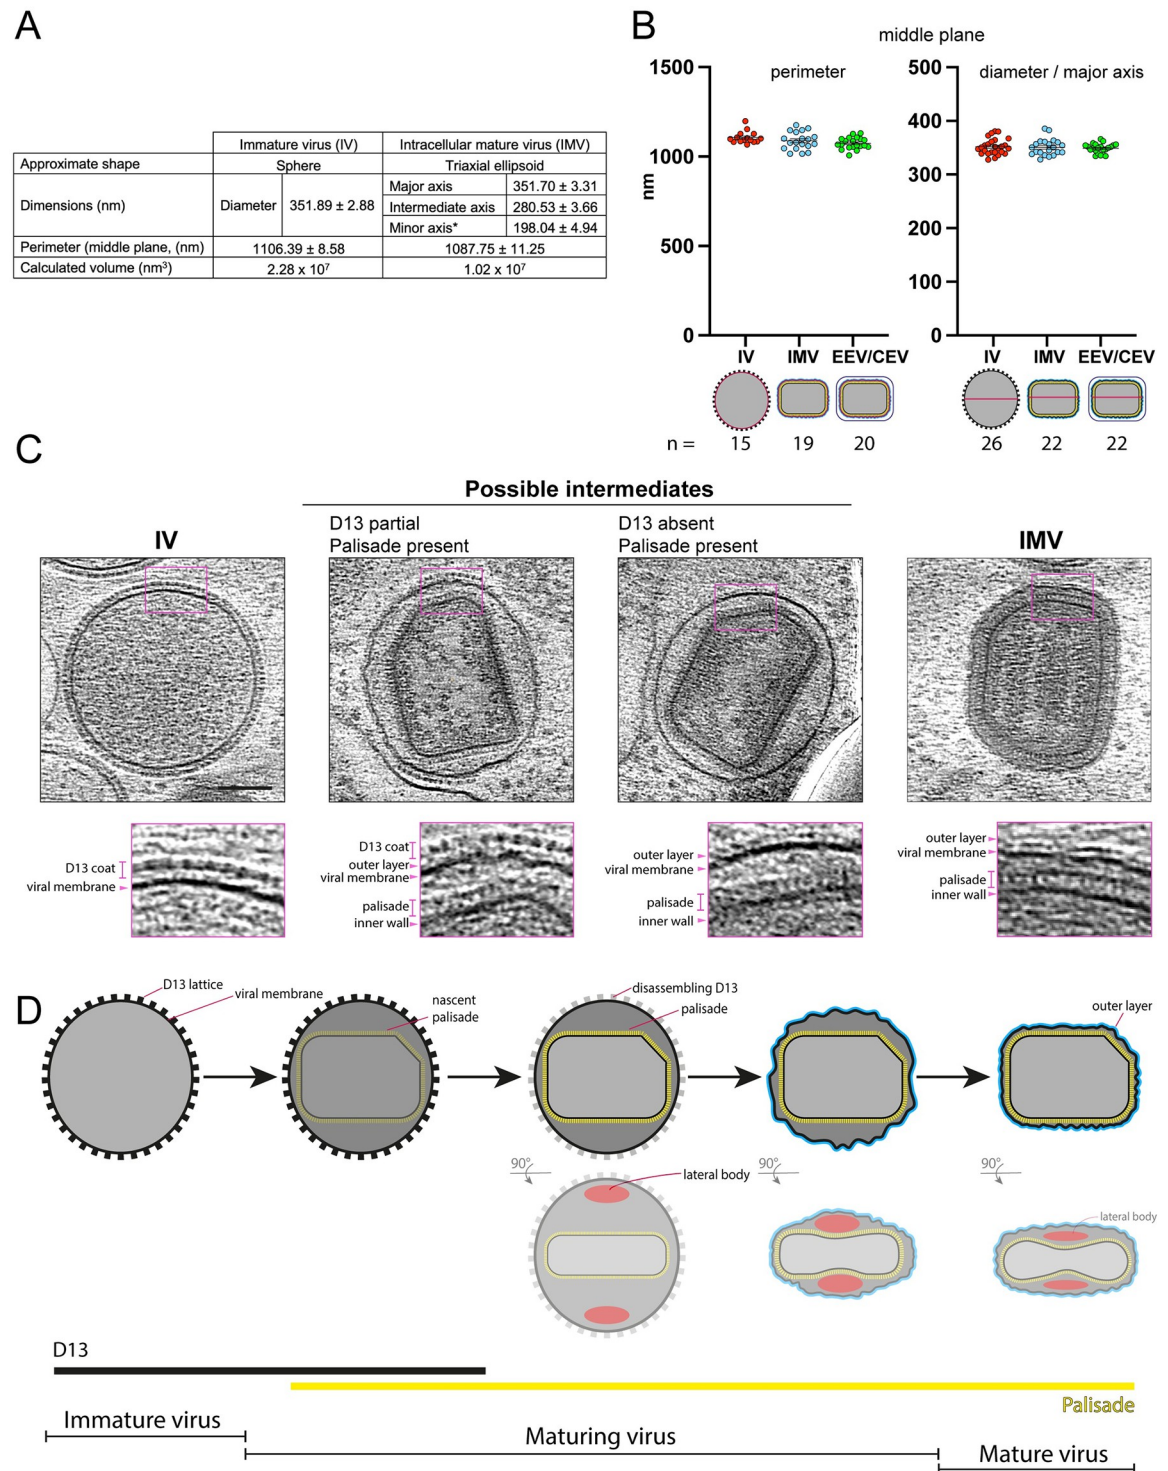 A
Immature virus (IV) Intracellular mature virus (IMV)
Approximate shape Sphere Triaxial ellipsoid
Dimensions (nm) Diameter 351.89 ± 2.88
Major axis 351.70 ± 3.31
Intermediate axis 280.53 ± 3.66
Minor axis* 198.04 ± 4.94
Perimeter (middle plane, (nm) 1106.39 ± 8.58 1087.75 ± 11.25
Calculated volume (nm³) 2.28 x 10⁷ 1.02 x 10⁷
B
middle plane
perimeter
1500
1000
500
0
nm
IV IMV EEV/CEV
diameter / major axis
500
400
300
200
100
0
IV IMV EEV/CEV
n = 15 19 20 26 22 22
C
Possible intermediates
IV
D13 partial
Palisade present
D13 absent
Palisade present
IMV
D13 coat
viral membrane
D13 coat
outer layer
viral membrane
palisade
inner wall
outer layer
viral membrane
palisade
inner wall
outer layer
viral membrane
palisade
inner wall
D
D13 lattice
viral membrane
nascent
palisade
disassembling D13
palisade
outer layer
90°
lateral body
90°
90°
lateral body
D13
Palisade
Immature virus
Maturing virus
Mature virus